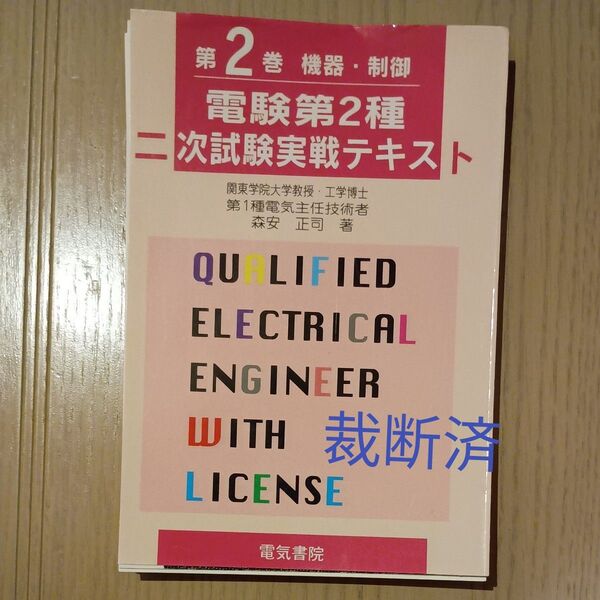 第2巻 機器・制御
電験第2種
二次試験実戦テキスト
関東学院大学教授・工学博士
第1種電気主任技術者
森安 正司 著
QUALIFIED
ELECTRICAL
ENGINEER
WITH
LICENSE
裁断済
電気書院